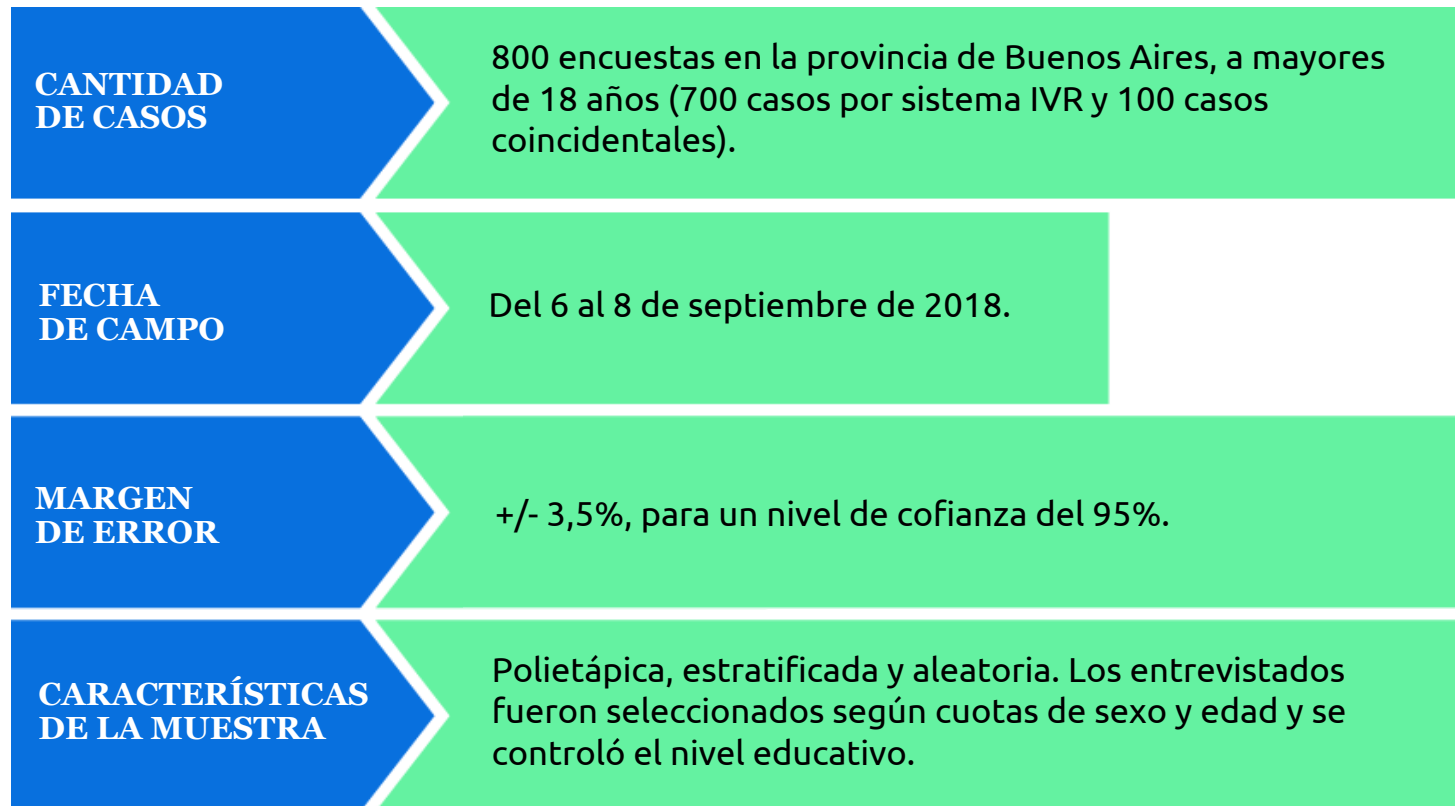 CANTIDAD
DE CASOS
800 encuestas en la provincia de Buenos Aires, a mayores
de 18 años (700 casos por sistema IVR y 100 casos
coincidentales).
FECHA
DE CAMPO
Del 6 al 8 de septiembre de 2018.
MARGEN
DE ERROR
+/- 3,5%, para un nivel de cofianza del 95%.
CARACTERÍSTICAS
DE LA MUESTRA
Polietápica, estratificada y aleatoria. Los entrevistados
fueron seleccionados según cuotas de sexo y edad y se
controló el nivel educativo.